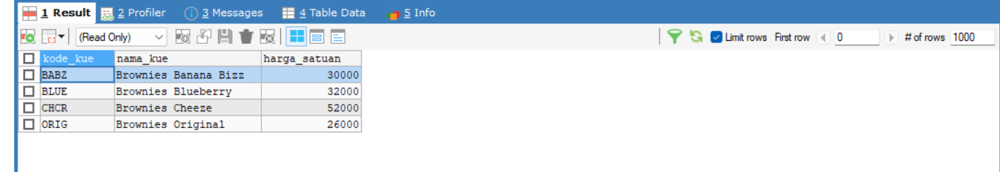 1 Result 2 Profiler 3 Messages 4 Table Data 5 Info
(Read Only) Limit rows First row 0 # of rows 1000
kode_kue nama_kue harga_satuan
BABZ Brownies Banana Bizz 30000
BLUE Brownies Blueberry 32000
CHCR Brownies Cheeze 52000
ORIG Brownies Original 26000